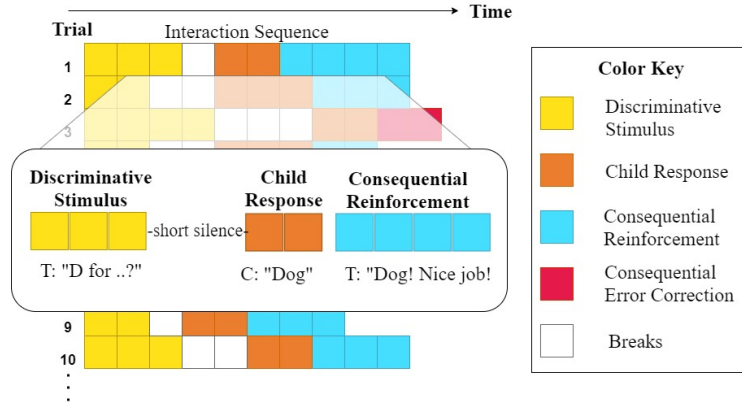 Time
Trial Interaction Sequence
1
2
3
Discriminative
Stimulus
Child
Response
Consequential
Reinforcement
-short silence-
T: "D for ..?"
C: "Dog"
T: "Dog! Nice job!
9
10
Color Key
Discriminative
Stimulus
Child Response
Consequential
Reinforcement
Consequential
Error Correction
Breaks